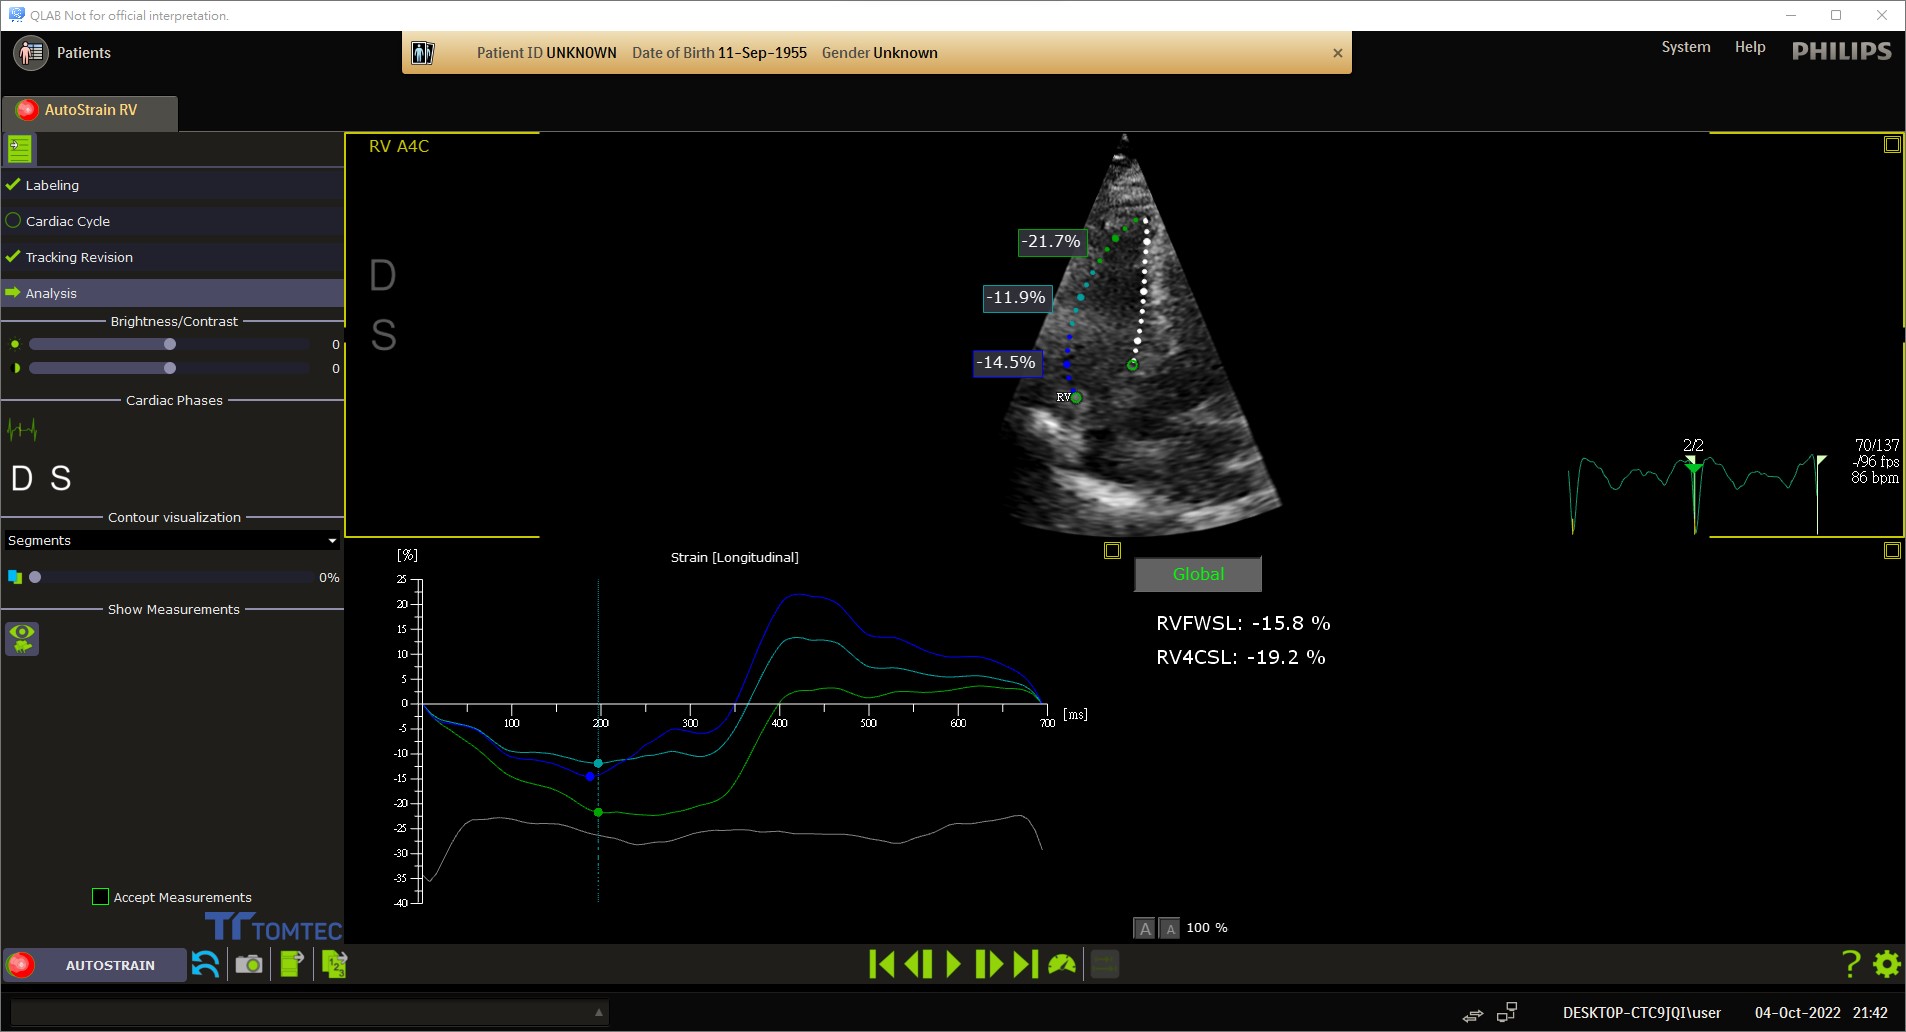 QLAB Not for official interpretation.
Patients
Patient ID UNKNOWN Date of Birth 11-Sep-1955 Gender Unknown
System Help PHILIPS
AutoStrain RV
Labeling
Cardiac Cycle
Tracking Revision
Analysis
Brightness/Contrast
0
0
Cardiac Phases
D S
Contour visualization
Segments
0%
Show Measurements
Accept Measurements
TOMTEC
RV A4C
D
S
-21.7%
-11.9%
-14.5%
RV
2/2
70/137
-/96 fps
86 bpm
[%] Strain [Longitudinal]
25
20
15
10
5
0
-5
-10
-15
-20
-25
-30
-35
-40
100 200 300 400 500 600 700 [ms]
Global
RVFWSL: -15.8 %
RV4CSL: -19.2 %
A A 100 %
AUTOSTRAIN
1 2 3
?
DESKTOP-CTC9JQI\user 04-Oct-2022 21:42